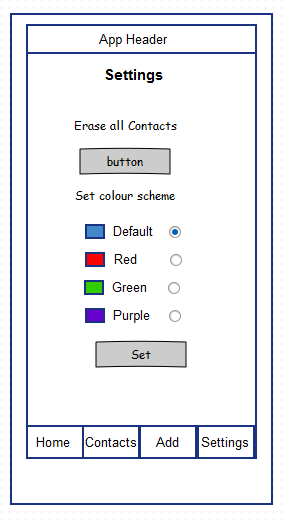 App Header
Settings
Erase all Contacts
button
Set colour scheme
Default
Red
Green
Purple
Set
Home Contacts Add Settings